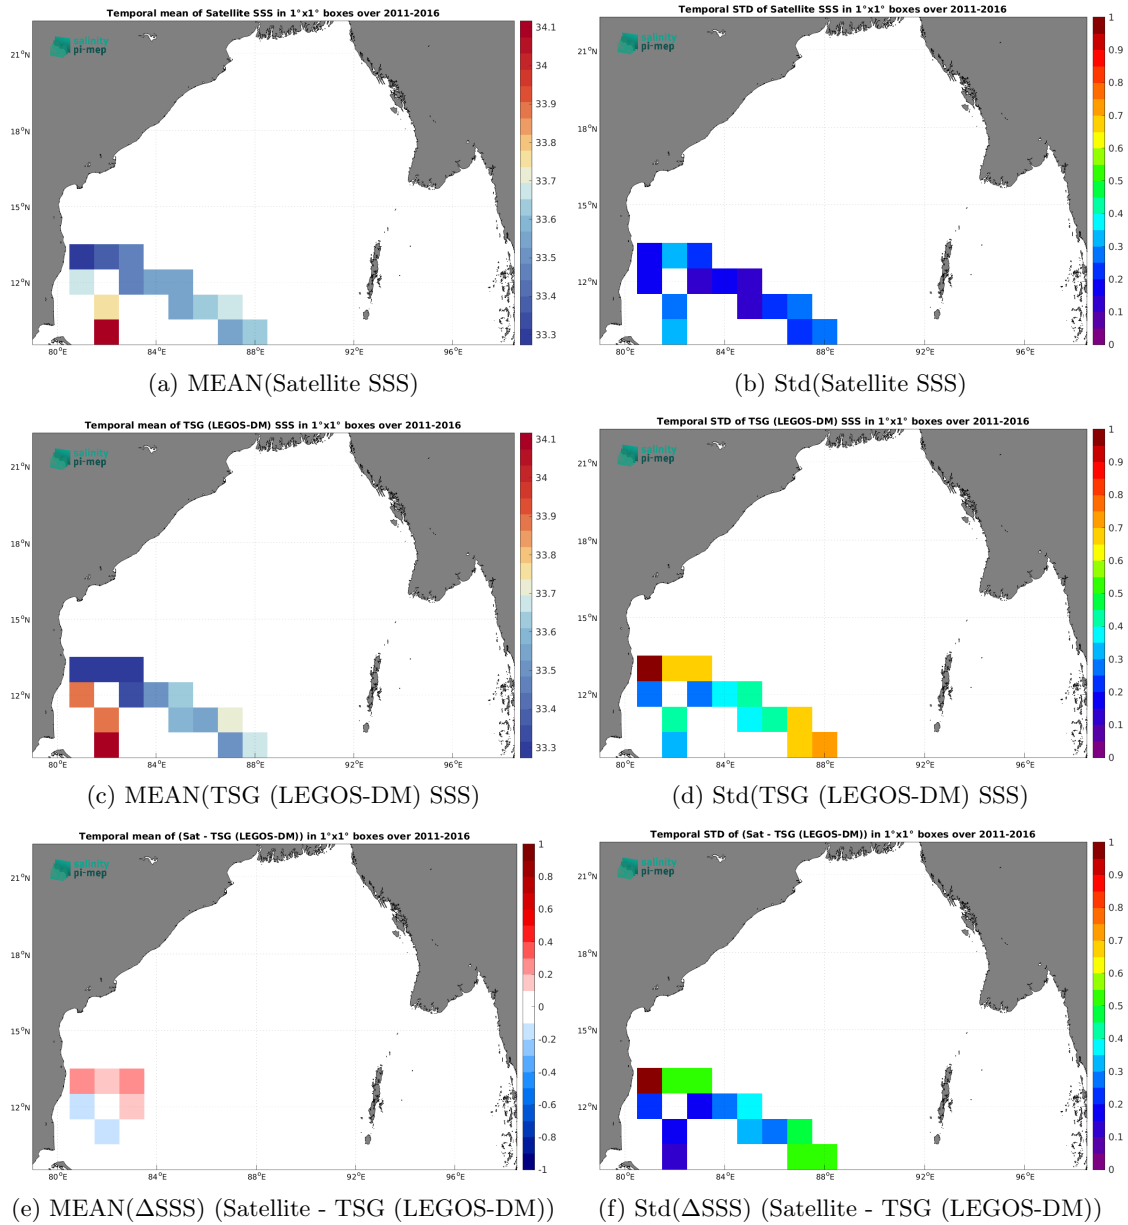 Temporal mean of Satellite SSS in 1°x1° boxes over 2011-2016
salinity
pi-mep
21°N
18°N
15°N
12°N
80°E 84°E 88°E 92°E 96°E
34.1
34
33.9
33.8
33.7
33.6
33.5
33.4
33.3
(a) MEAN(Satellite SSS)
Temporal STD of Satellite SSS in 1°x1° boxes over 2011-2016
salinity
pi-mep
21°N
18°N
15°N
12°N
80°E 84°E 88°E 92°E 96°E
1
0.9
0.8
0.7
0.6
0.5
0.4
0.3
0.2
0.1
0
(b) Std(Satellite SSS)
Temporal mean of TSG (LEGOS-DM) SSS in 1°x1° boxes over 2011-2016
salinity
pi-mep
21°N
18°N
15°N
12°N
80°E 84°E 88°E 92°E 96°E
34.1
34
33.9
33.8
33.7
33.6
33.5
33.4
33.3
(c) MEAN(TSG (LEGOS-DM) SSS)
Temporal STD of TSG (LEGOS-DM) SSS in 1°x1° boxes over 2011-2016
salinity
pi-mep
21°N
18°N
15°N
12°N
80°E 84°E 88°E 92°E 96°E
1
0.9
0.8
0.7
0.6
0.5
0.4
0.3
0.2
0.1
0
(d) Std(TSG (LEGOS-DM) SSS)
Temporal mean of (Sat - TSG (LEGOS-DM)) in 1°x1° boxes over 2011-2016
salinity
pi-mep
21°N
18°N
15°N
12°N
80°E 84°E 88°E 92°E 96°E
1
0.8
0.6
0.4
0.2
0
-0.2
-0.4
-0.6
-0.8
-1
(e) MEAN(ΔSSS) (Satellite - TSG (LEGOS-DM))
Temporal STD of (Sat - TSG (LEGOS-DM)) in 1°x1° boxes over 2011-2016
salinity
pi-mep
21°N
18°N
15°N
12°N
80°E 84°E 88°E 92°E 96°E
1
0.9
0.8
0.7
0.6
0.5
0.4
0.3
0.2
0.1
0
(f) Std(ΔSSS) (Satellite - TSG (LEGOS-DM))